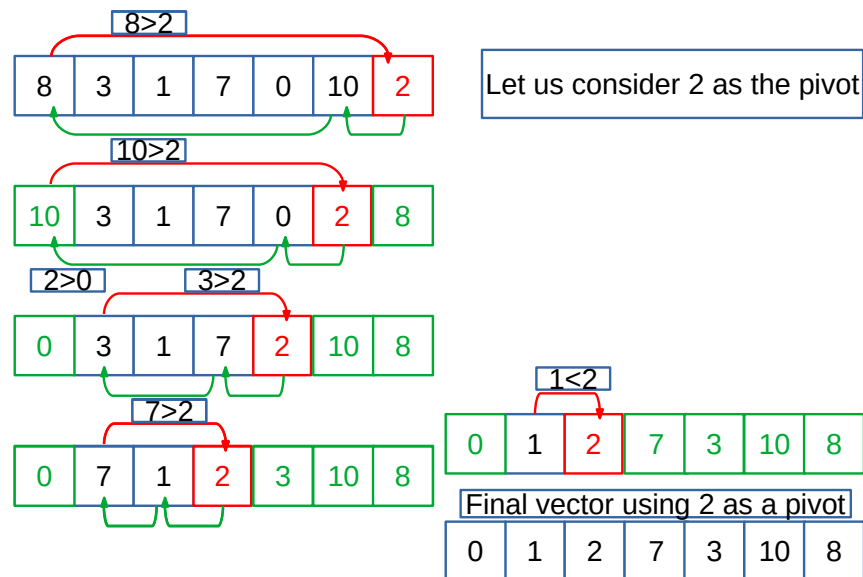 8>2
8 3 1 7 0 10 2
Let us consider 2 as the pivot
10>2
10 3 1 7 0 2 8
2>0 3>2
0 3 1 7 2 10 8
7>2
0 7 1 2 3 10 8
1<2
0 1 2 7 3 10 8
Final vector using 2 as a pivot
0 1 2 7 3 10 8